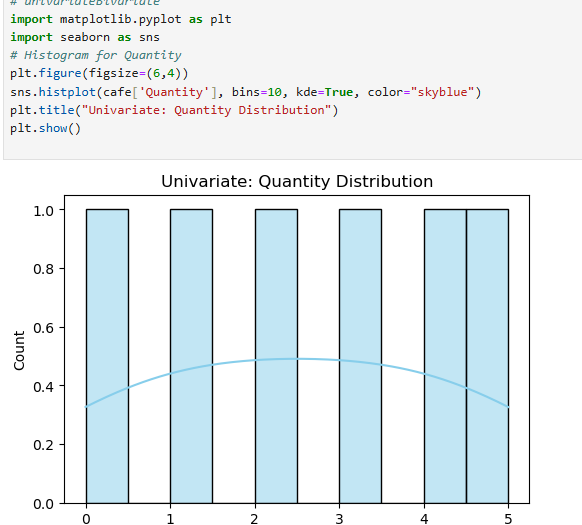 # univariateBivariate
import matplotlib.pyplot as plt
import seaborn as sns
# Histogram for Quantity
plt.figure(figsize=(6,4))
sns.histplot(cafe['Quantity'], bins=10, kde=True, color="skyblue")
plt.title("Univariate: Quantity Distribution")
plt.show()
Univariate: Quantity Distribution
1.0
0.8
0.6
0.4
0.2
0.0
Count
0 1 2 3 4 5